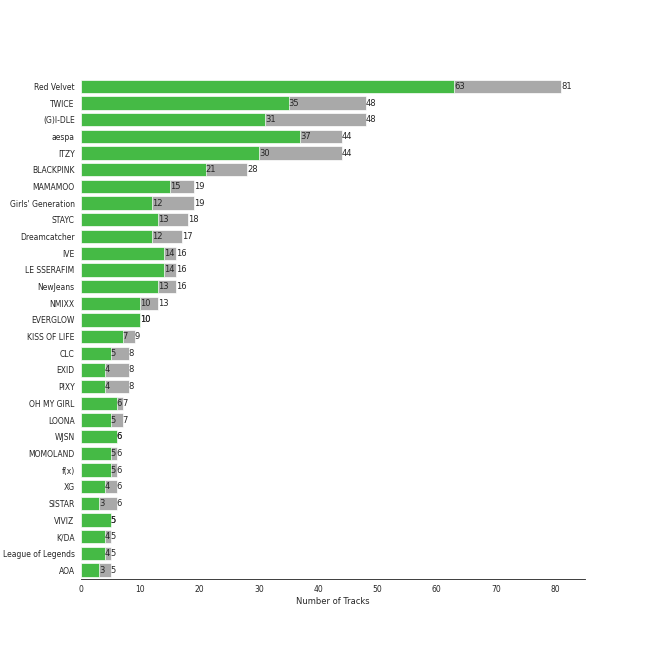 Red Velvet 63 81
TWICE 35 48
(G)I-DLE 31 48
aespa 37 44
ITZY 30 44
BLACKPINK 21 28
MAMAMOO 15 19
Girls' Generation 12 19
STAYC 13 18
Dreamcatcher 12 17
IVE 14 16
LE SSERAFIM 14 16
NewJeans 13 16
NMIXX 10 13
EVERGLOW 10 10
KISS OF LIFE 7 9
CLC 5 8
EXID 4 8
PIXY 4 8
OH MY GIRL 6 7
LOONA 5 7
WJSN 6 6
MOMOLAND 5 6
f(x) 5 6
XG 4 6
SISTAR 3 6
VIVIZ 5 5
K/DA 4 5
League of Legends 4 5
AOA 3 5
0 10 20 30 40 50 60 70 80
Number of Tracks